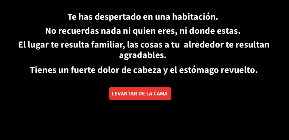 Te has despertado en una habitación.
No recuerdas nada ni quien eres, ni donde estas.
El lugar te resulta familiar, las cosas a tu alrededor te resultan
agradables.
Tienes un fuerte dolor de cabeza y el estómago revuelto.
LEVANTAR DE LA CAMA